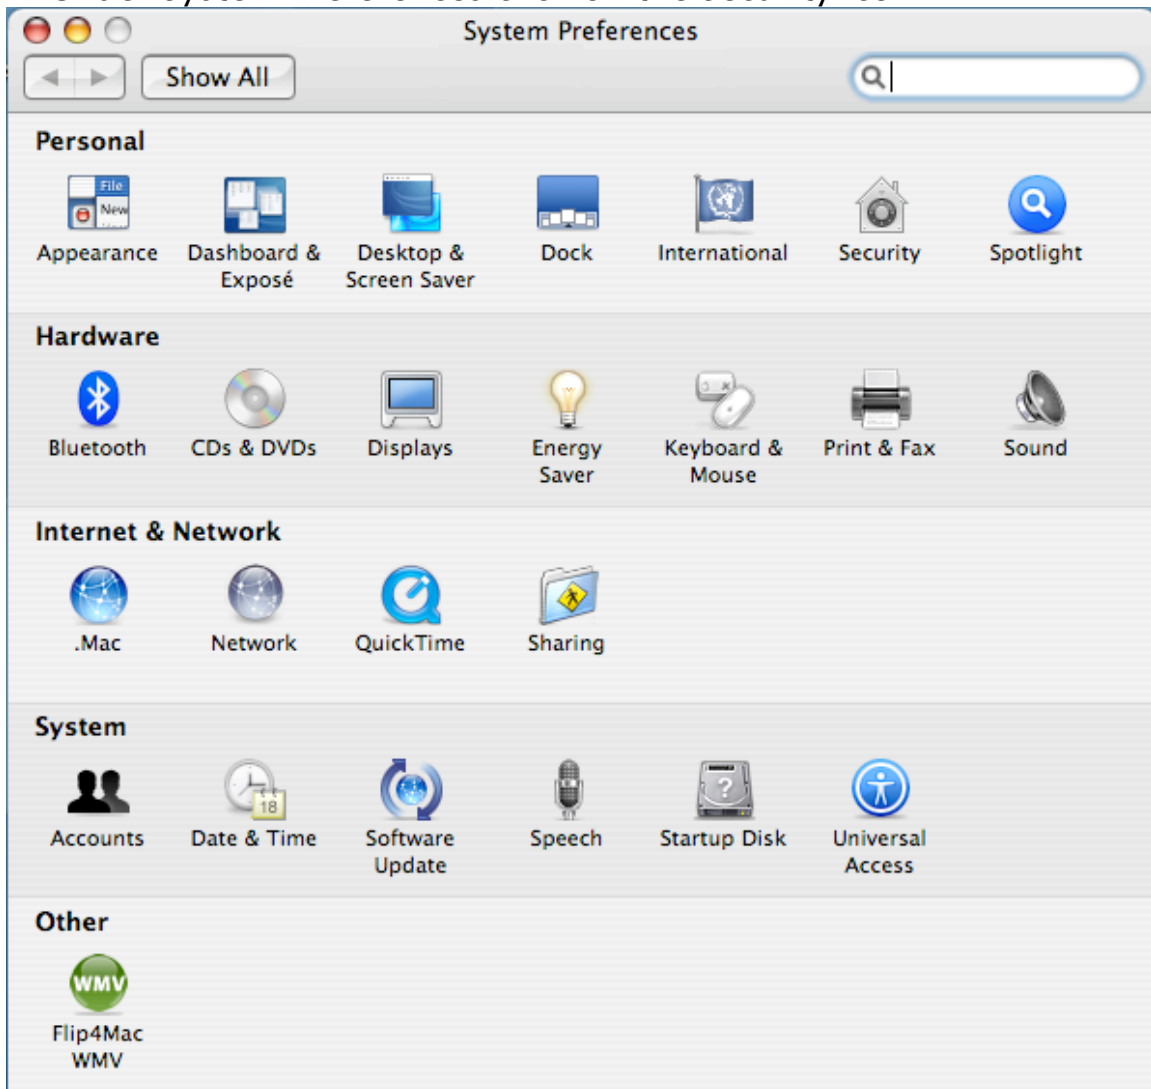 System Preferences
Show All
Personal
File
New
Appearance Dashboard & Desktop & Dock International Security Spotlight
Exposé Screen Saver
Hardware
Bluetooth CDs & DVDs Displays Energy Keyboard & Print & Fax Sound
Saver Mouse
Internet & Network
.Mac Network QuickTime Sharing
System
18
Accounts Date & Time Software Speech Startup Disk Universal
Update Access
Other
WMV
Flip4Mac
WMV